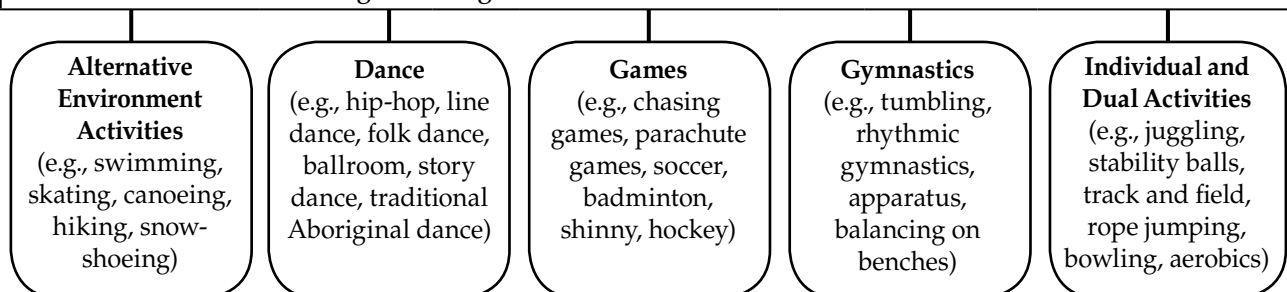 Alternative
Environment
Activities
(e.g., swimming,
skating, canoeing,
hiking, snow-
shoeing)
Dance
(e.g., hip-hop, line
dance, folk dance,
ballroom, story
dance, traditional
Aboriginal dance)
Games
(e.g., chasing
games, parachute
games, soccer,
badminton,
shinny, hockey)
Gymnastics
(e.g., tumbling,
rhythmic
gymnastics,
apparatus,
balancing on
benches)
Individual and
Dual Activities
(e.g., juggling,
stability balls,
track and field,
rope jumping,
bowling, aerobics)